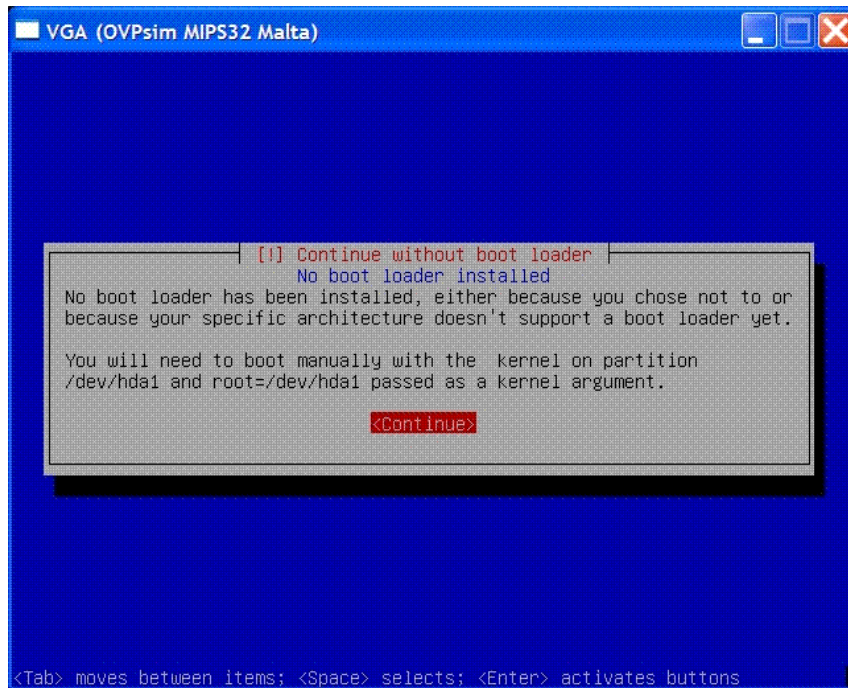 VGA (OVPsim MIPS32 Malta)
[!] Continue without boot loader
No boot loader installed
No boot loader has been installed, either because you chose not to or
because your specific architecture doesn't support a boot loader yet.
You will need to boot manually with the  kernel on partition
/dev/hda1 and root=/dev/hda1 passed as a kernel argument.
<Continue>
<Tab> moves between items; <Space> selects; <Enter> activates buttons